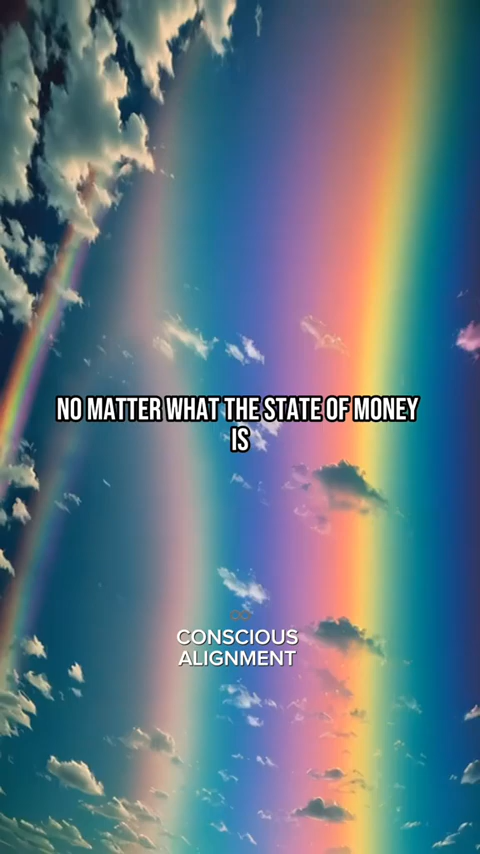 NO MATTER WHAT THE STATE OF MONEY
IS
CONSCIOUS
ALIGNMENT